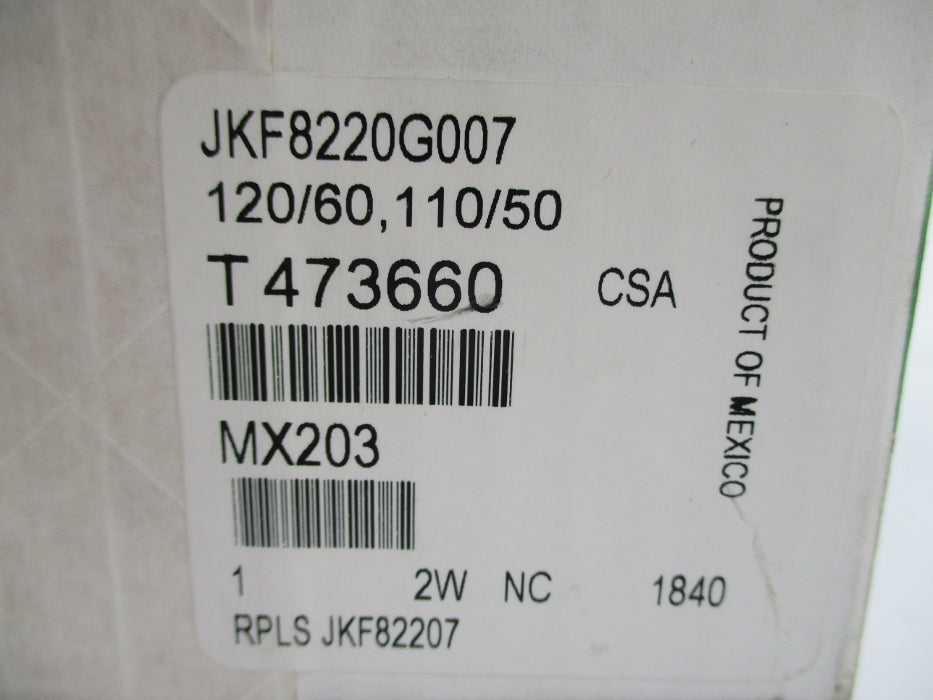 JKF8220G007
120/60,110/50
T 473660 CSA
MX203
1 2W NC 1840
RPLS JKF82207
PRODUCT OF MEXICO